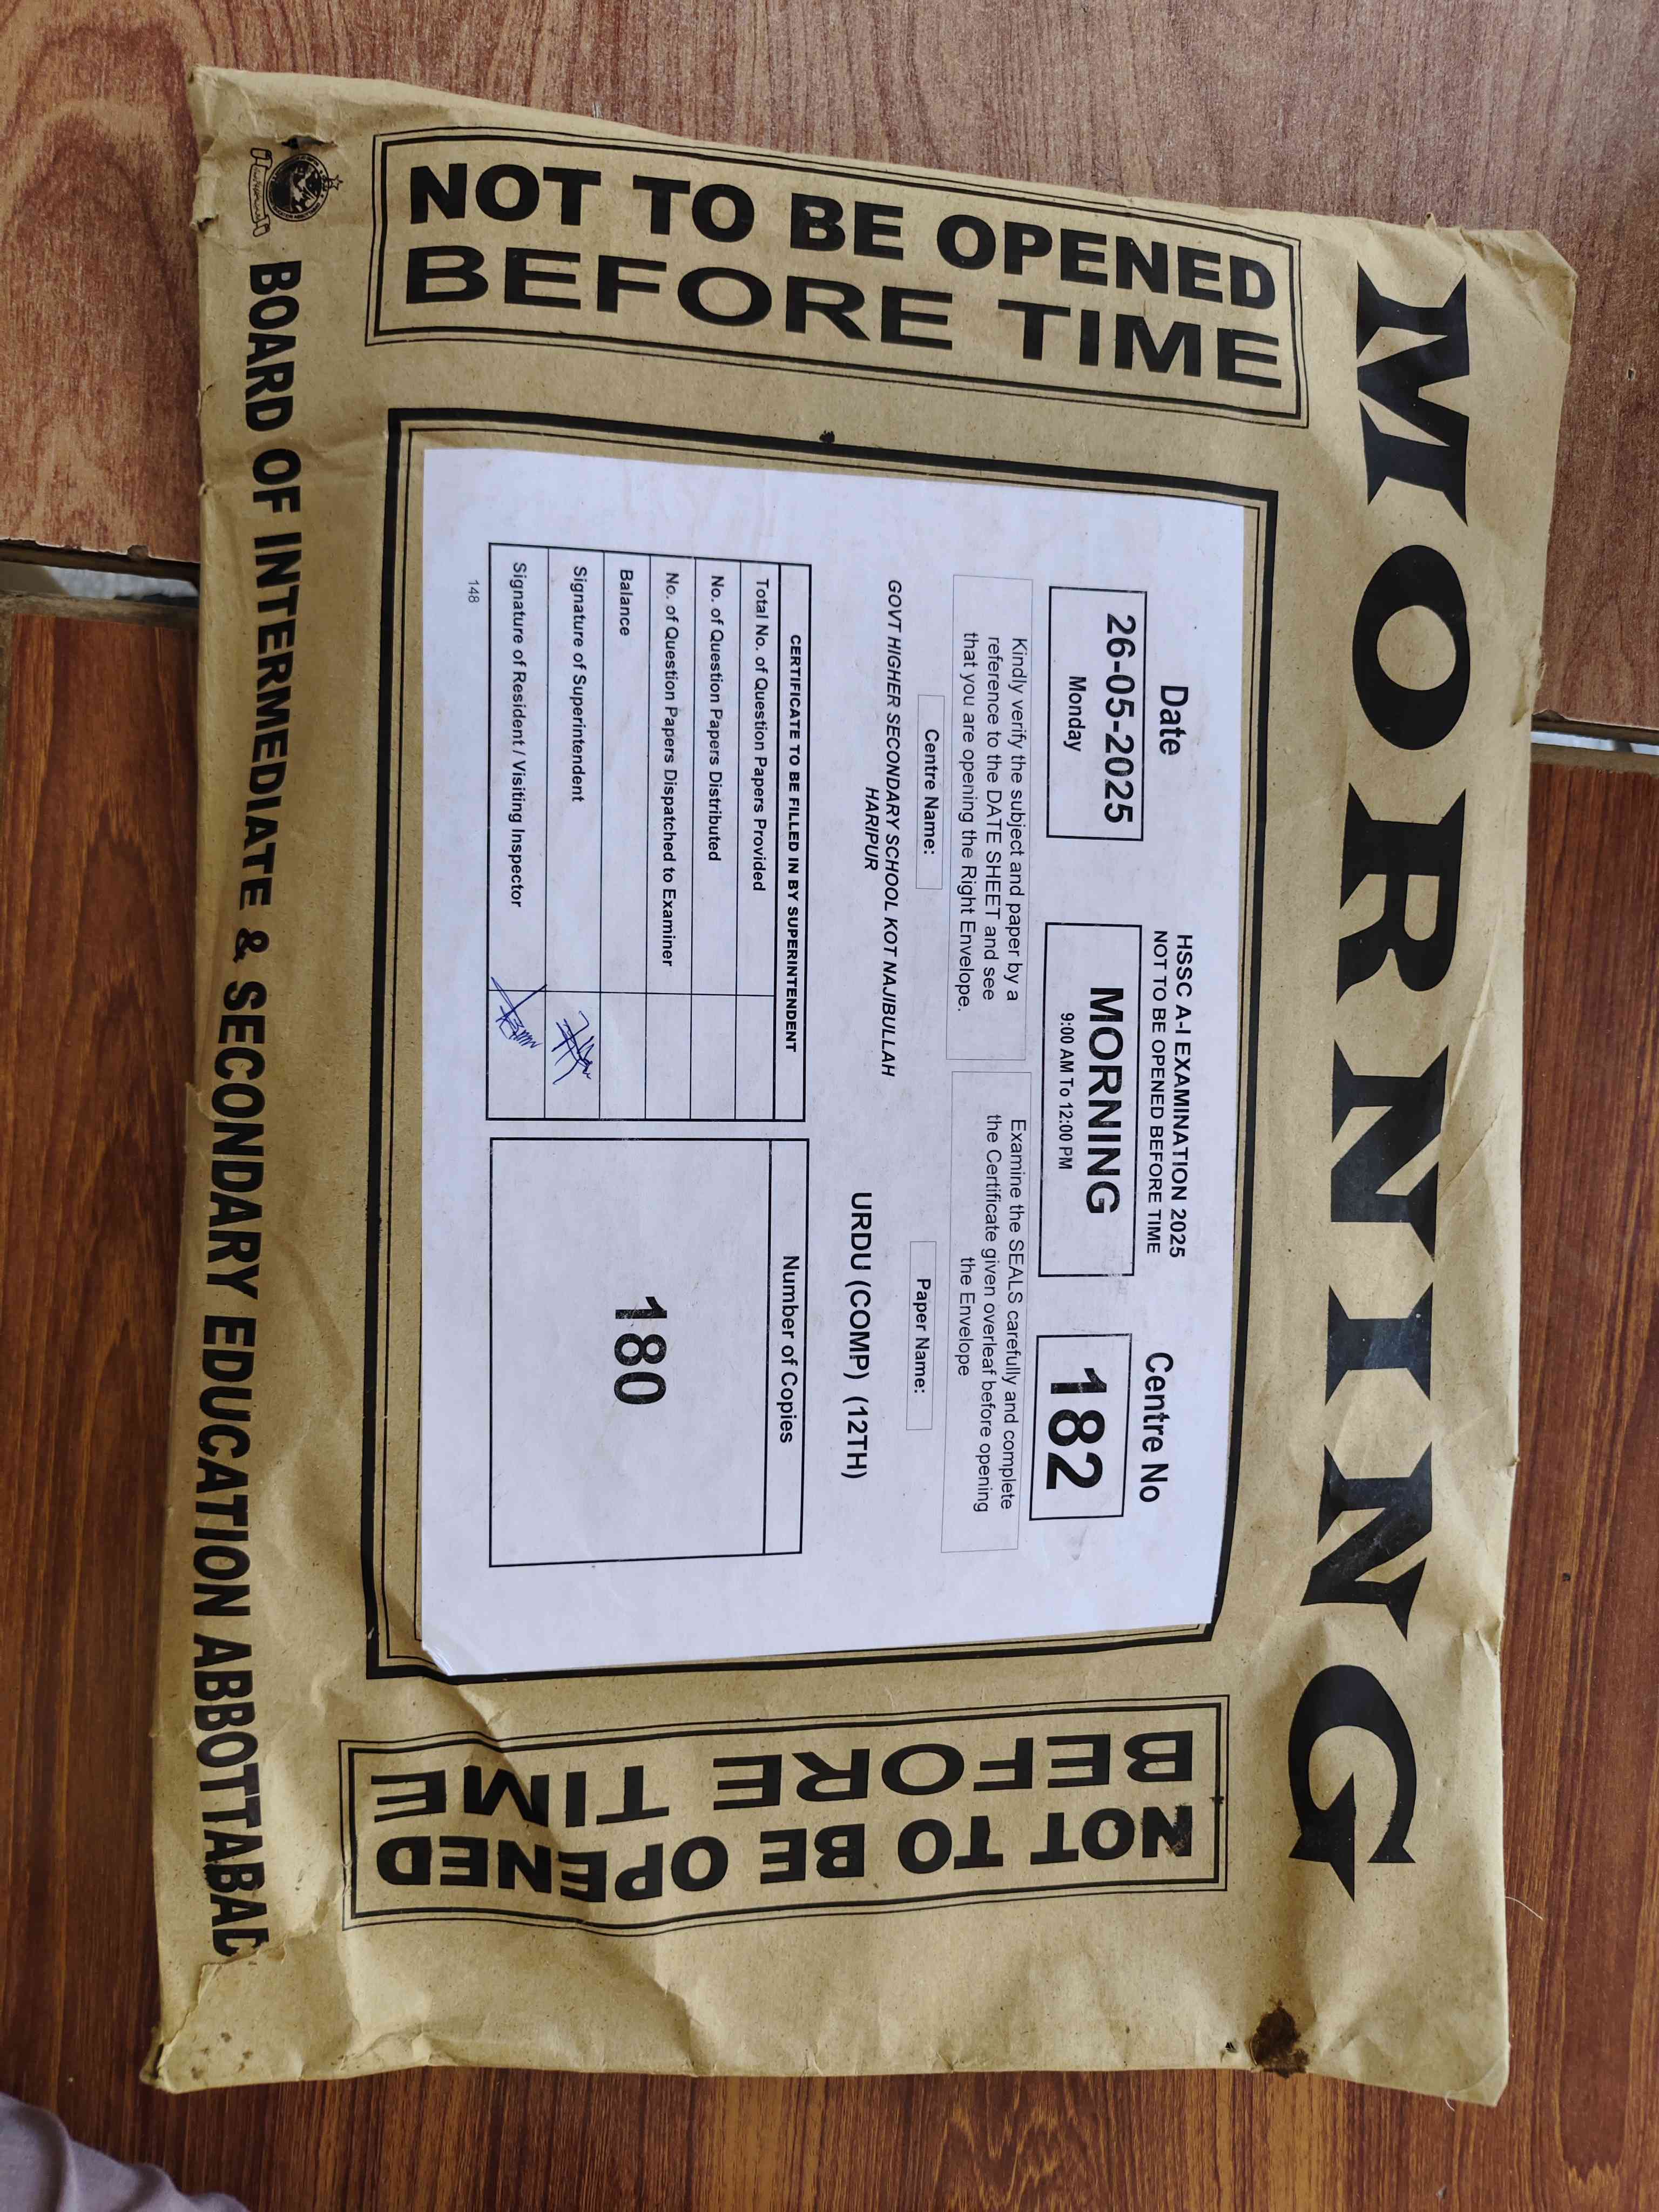 MORNING
NOT TO BE OPENED
BEFORE TIME
Date
26-05-2025
Monday
HSSC A-I EXAMINATION 2025
NOT TO BE OPENED BEFORE TIME
MORNING
9:00 AM To 12:00 PM
Centre No
182
Kindly verify the subject and paper by a
reference to the DATE SHEET and see
that you are opening the Right Envelope.
Examine the SEALS carefully and complete
the Certificate given overleaf before opening
the Envelope
Centre Name:
GOVT HIGHER SECONDARY SCHOOL KOT NAJIBULLAH
HARIPUR
Paper Name:
URDU (COMP) (12TH)
CERTIFICATE TO BE FILLED IN BY SUPERINTENDENT
Total No. of Question Papers Provided
No. of Question Papers Distributed
No. of Question Papers Dispatched to Examiner
Balance
Signature of Superintendent
Signature of Resident / Visiting Inspector
Number of Copies
180
148
NOT TO BE OPENED
BEFORE TIME
BOARD OF INTERMEDIATE & SECONDARY EDUCATION ABBOTTABAD